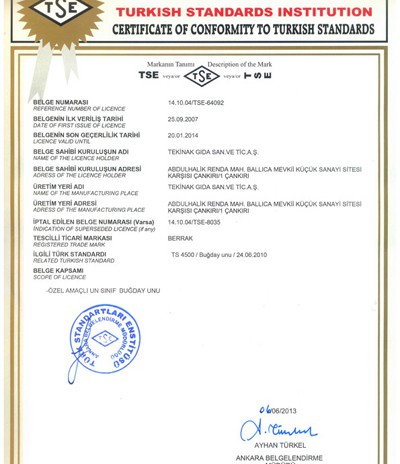 TSE
TURKISH STANDARDS INSTITUTION
CERTIFICATE OF CONFORMITY TO TURKISH STANDARDS
Markanın Tanımı Description of the Mark
TSE veya/or TSE veya/or TSE
BELGE NUMARASI 14.10.04/TSE-64092
REFERENCE NUMBER OF LICENCE
BELGENİN İLK VERİLİŞ TARİHİ 25.09.2007
DATE OF FIRST ISSUE OF LICENCE
BELGENİN SON GEÇERLİLİK TARİHİ 20.01.2014
LICENCE VALID UNTIL
BELGE SAHİBİ KURULUŞUN ADI TEKİNAK GIDA SAN.VE TİC.A.Ş.
NAME OF THE LICENCE HOLDER
BELGE SAHİBİ KURULUŞUN ADRESİ ABDULHALİK RENDA MAH. BALLICA MEVKİİ KÜÇÜK SANAYİ SİTESİ
ADRESS OF LICENCE HOLDER KARŞISI ÇANKIRI/1 ÇANKIRI
ÜRETİM YERİ ADI TEKİNAK GIDA SAN.VE TİC.A.Ş.
NAME OF THE MANUFACTURING PLACE
ÜRETİM YERİ ADRESİ ABDULHALİK RENDA MAH. BALLICA MEVKİİ KÜÇÜK SANAYİ SİTESİ
ADRESS OF THE MANUFACTURING PLACE KARŞISI ÇANKIRI/1 ÇANKIRI
İPTAL EDİLEN BELGE NUMARASI (Varsa) 14.10.04/TSE-8035
INDICATION OF SUPERSEDED LICENCE (if any)
TESCİLLİ TİCARİ MARKASI BERRAK
REGISTERED TRADE MARK
İLGİLİ TÜRK STANDARDI TS 4500 / Buğday unu / 24.06.2010
RELATED TURKISH STANDARD
BELGE KAPSAMI
SCOPE OF LICENCE
-ÖZEL AMAÇLI UN SINIF BUĞDAY UNU
TÜRK STANDARTLARI ENSTİTÜSÜ
ANKARA BELGELENDİRME MÜDÜRLÜĞÜ
TSE
06/06/2013
AYHAN TÜRKEL
ANKARA BELGELENDİRME
MÜDÜRÜ